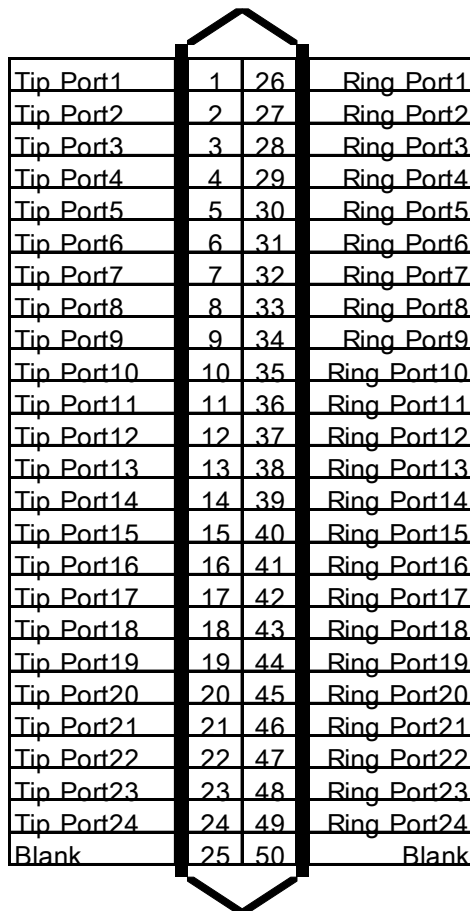 Tip Port1 1 26 Ring Port1
Tip Port2 2 27 Ring Port2
Tip Port3 3 28 Ring Port3
Tip Port4 4 29 Ring Port4
Tip Port5 5 30 Ring Port5
Tip Port6 6 31 Ring Port6
Tip Port7 7 32 Ring Port7
Tip Port8 8 33 Ring Port8
Tip Port9 9 34 Ring Port9
Tip Port10 10 35 Ring Port10
Tip Port11 11 36 Ring Port11
Tip Port12 12 37 Ring Port12
Tip Port13 13 38 Ring Port13
Tip Port14 14 39 Ring Port14
Tip Port15 15 40 Ring Port15
Tip Port16 16 41 Ring Port16
Tip Port17 17 42 Ring Port17
Tip Port18 18 43 Ring Port18
Tip Port19 19 44 Ring Port19
Tip Port20 20 45 Ring Port20
Tip Port21 21 46 Ring Port21
Tip Port22 22 47 Ring Port22
Tip Port23 23 48 Ring Port23
Tip Port24 24 49 Ring Port24
Blank 25 50 Blank